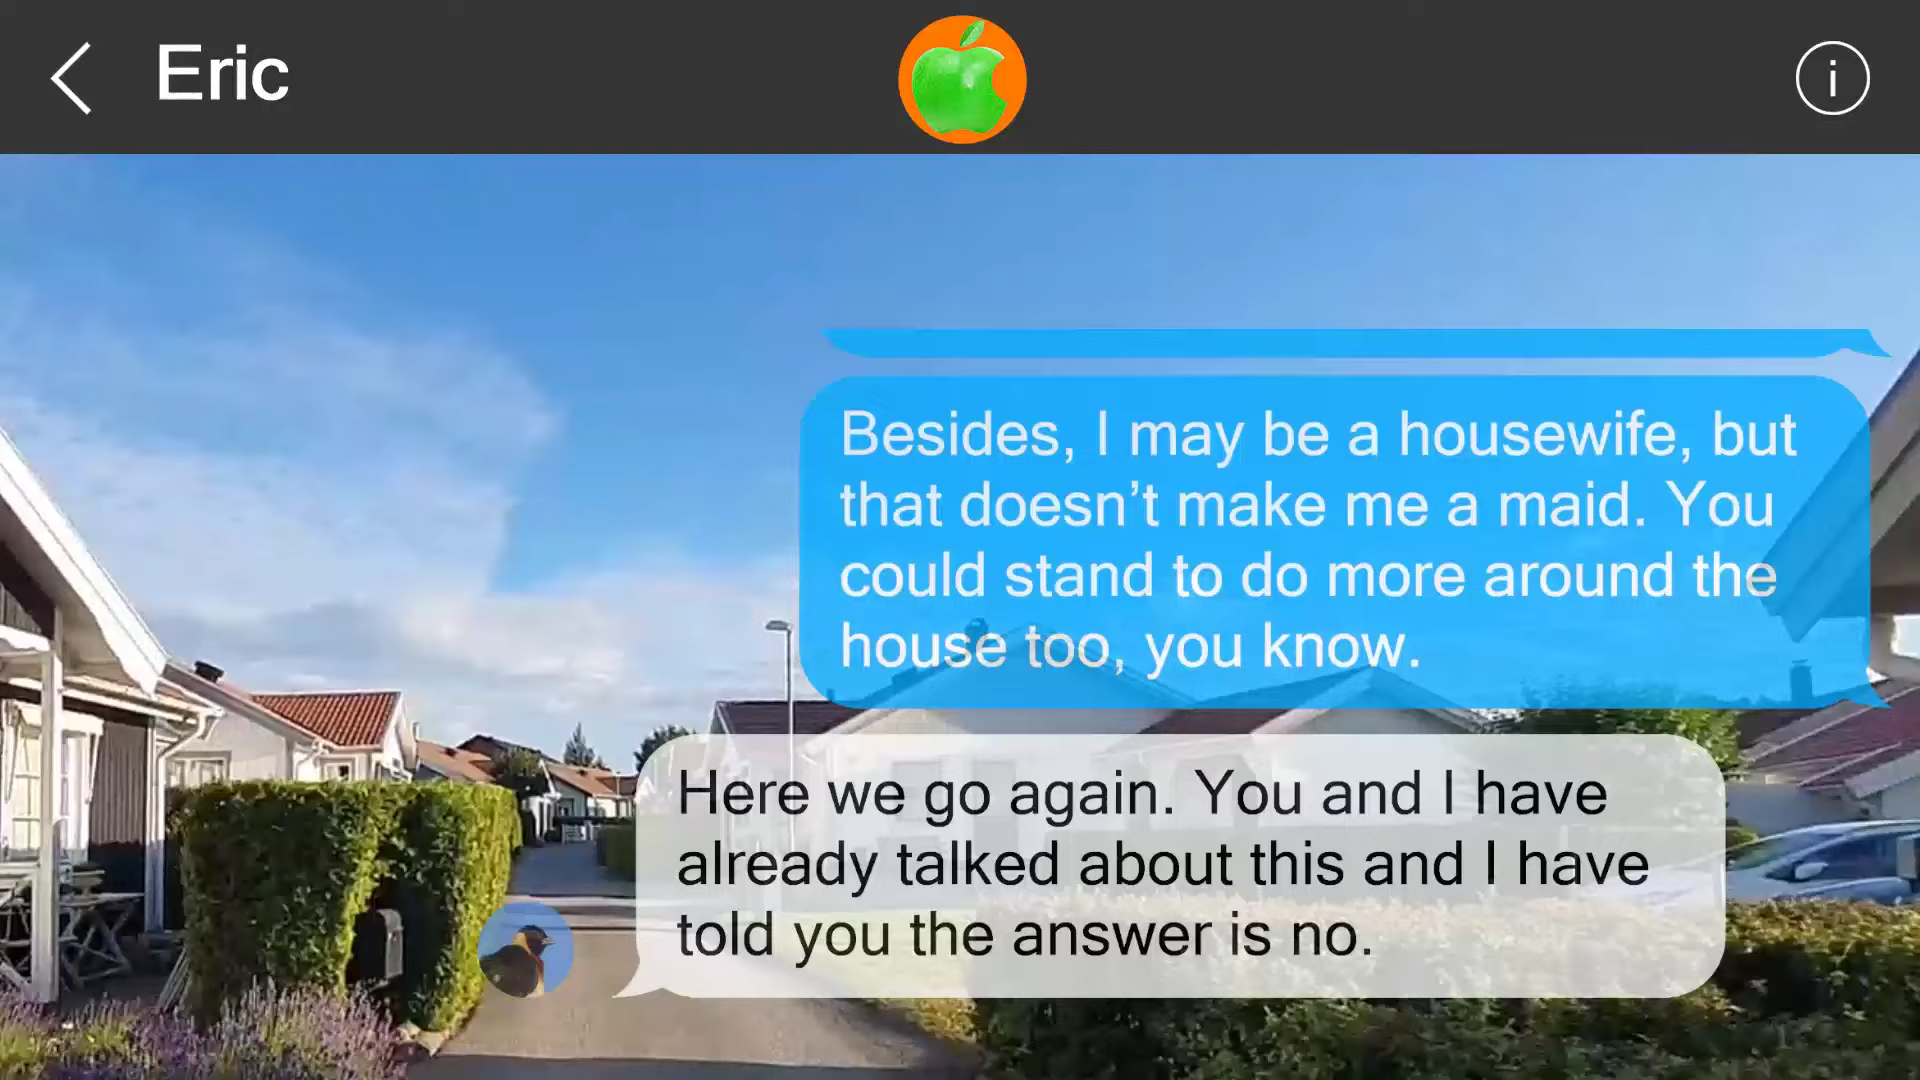 Eric
i
Besides, I may be a housewife, but
that doesn’t make me a maid. You
could stand to do more around the
house too, you know.
Here we go again. You and I have
already talked about this and I have
told you the answer is no.